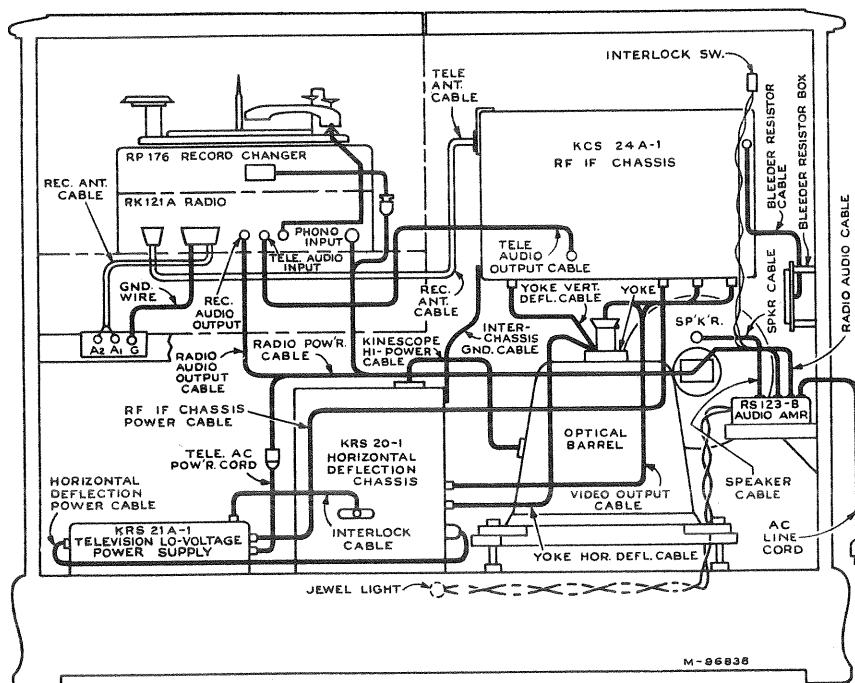 INTERLOCK SW.
TELE
ANT.
CABLE
KCS 24A-1
RF IF CHASSIS
BLEEDER RESISTOR
CABLE
BLEEDER RESISTOR BOX
RADIO AUDIO CABLE
RP 176 RECORD CHANGER
REC. ANT.
CABLE
RK121A RADIO
PHONO
INPUT
TELE. AUDIO
INPUT
TELE
AUDIO
OUTPUT CABLE
GND.
WIRE
REC.
AUDIO
OUTPUT
REC.
ANT. CABLE
YOKE VERT.
DEFL. CABLE
YOKE
SP'K'R.
SPKR CABLE
A2 A1 G
RADIO
AUDIO
OUTPUT
CABLE
RADIO POW'R.
CABLE
KINESCOPE
HI-POWER
CABLE
INTER-
CHASSIS
GND. CABLE
RF IF CHASSIS
POWER CABLE
RS 123-B
AUDIO AMR
TELE. AC
POW'R. CORD
KRS 20-1
HORIZONTAL
DEFLECTION
CHASSIS
OPTICAL
BARREL
SPEAKER
CABLE
HORIZONTAL
DEFLECTION
POWER CABLE
VIDEO OUTPUT
CABLE
AC
LINE
CORD
KRS 21A-1
TELEVISION LO-VOLTAGE
POWER SUPPLY
INTERLOCK
CABLE
YOKE HOR. DEFL. CABLE
JEWEL LIGHT
M-96838